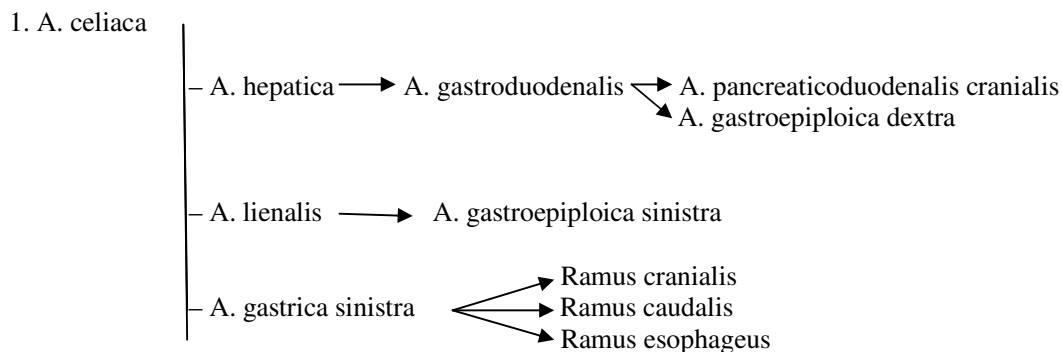 1. A. celiaca
– A. hepatica A. gastroduodenalis A. pancreaticoduodenalis cranialis
A. gastroepiploica dextra
– A. lienalis A. gastroepiploica sinistra
Ramus cranialis
– A. gastrica sinistra Ramus caudalis
Ramus esophageus